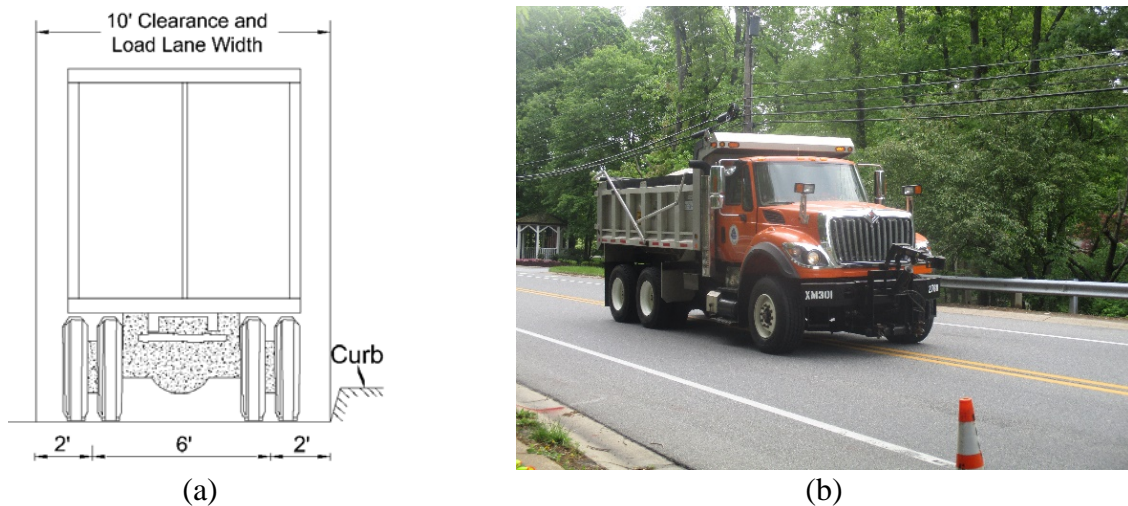 10' Clearance and
Load Lane Width
Curb
2'
6'
2'
(a)
XM301
(b)